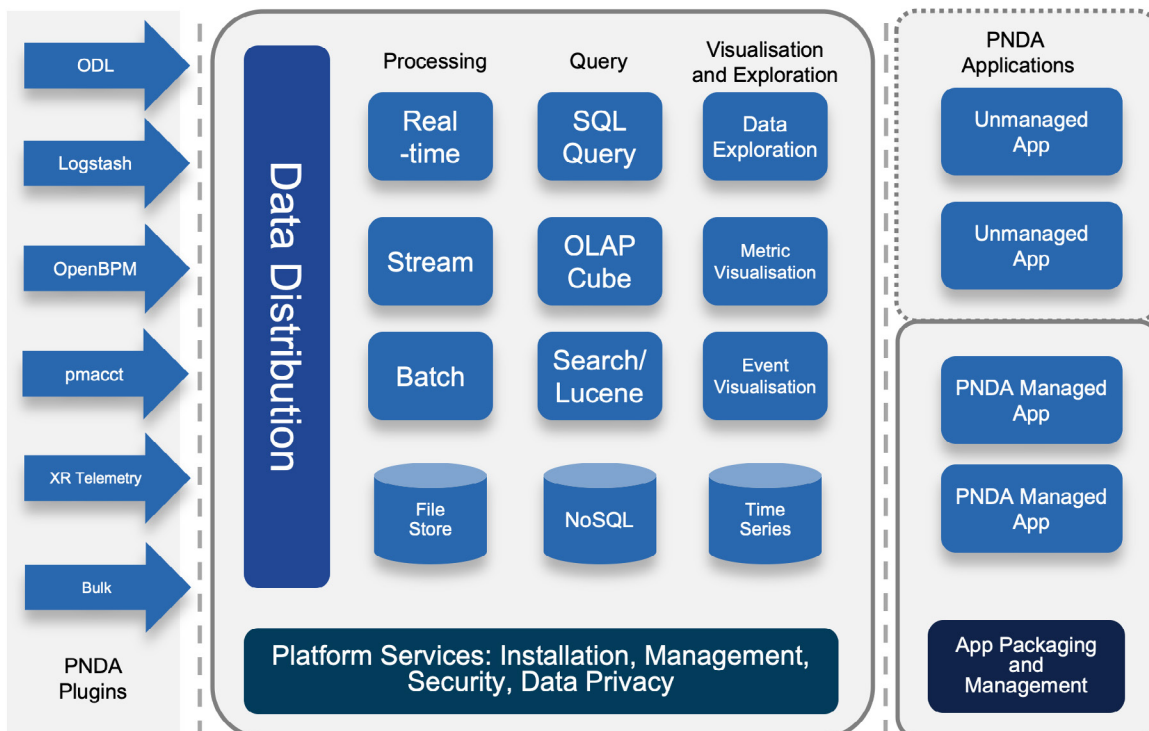 ODL
Logstash
OpenBPM
pmacct
XR Telemetry
Bulk
PNDA
Plugins
Data Distribution
Processing
Real
-time
Stream
Batch
File
Store
Query
SQL
Query
OLAP
Cube
Search/
Lucene
NoSQL
Visualisation
and Exploration
Data
Exploration
Metric
Visualisation
Event
Visualisation
Time
Series
Platform Services: Installation, Management,
Security, Data Privacy
PNDA
Applications
Unmanaged
App
Unmanaged
App
PNDA Managed
App
PNDA Managed
App
App Packaging
and
Management